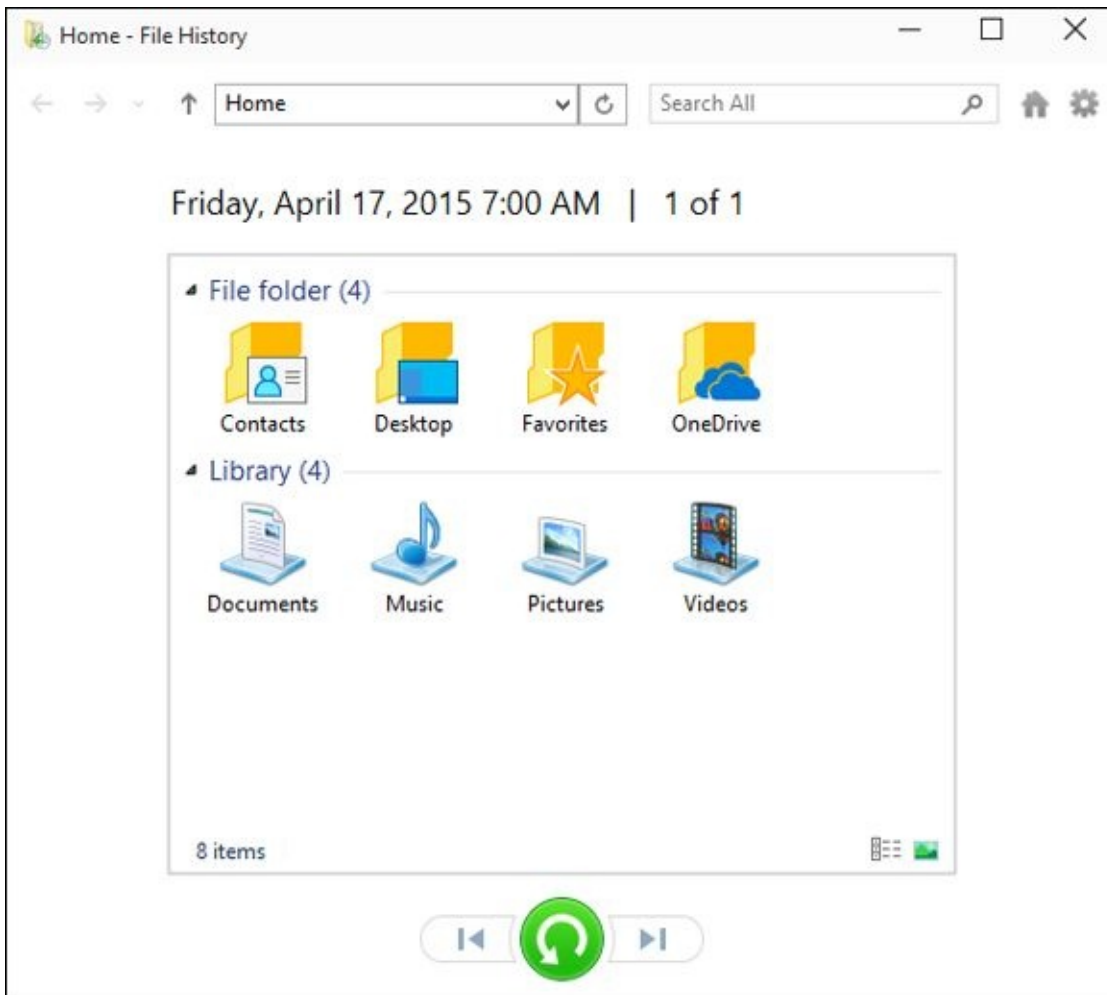 Home - File History
Home
Search All
Friday, April 17, 2015 7:00 AM | 1 of 1
File folder (4)
Contacts Desktop Favorites OneDrive
Library (4)
Documents Music Pictures Videos
8 items